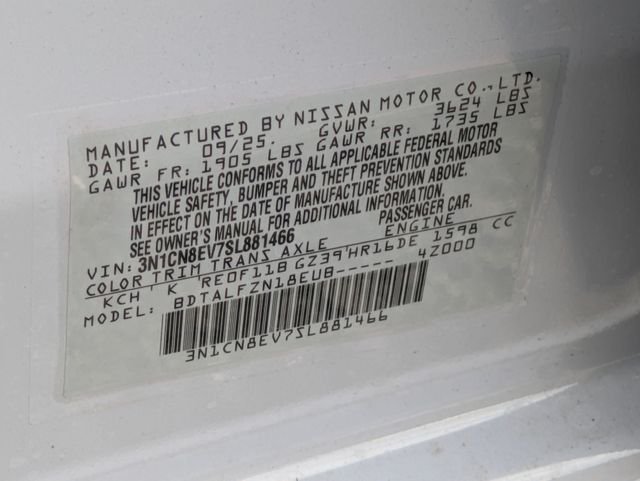 MANUFACTURED BY NISSAN MOTOR CO., LTD.
DATE: 09/25. GVWR: 3624 LBS
GAWR FR: 1905 LBS GAWR RR: 1735 LBS
THIS VEHICLE CONFORMS TO ALL APPLICABLE FEDERAL MOTOR
VEHICLE SAFETY, BUMPER AND THEFT PREVENTION STANDARDS
IN EFFECT ON THE DATE OF MANUFACTURE SHOWN ABOVE.
SEE OWNER'S MANUAL FOR ADDITIONAL INFORMATION.
VIN: 3N1CN8EV7SL881466 PASSENGER CAR.
COLOR TRIM TRANS AXLE ENGINE
KCH K RE0F11B GZ39 HR16DE 1598 CC
MODEL: BDTALFZN18EUB----- 4Z000
3N1CN8EV7SL881466